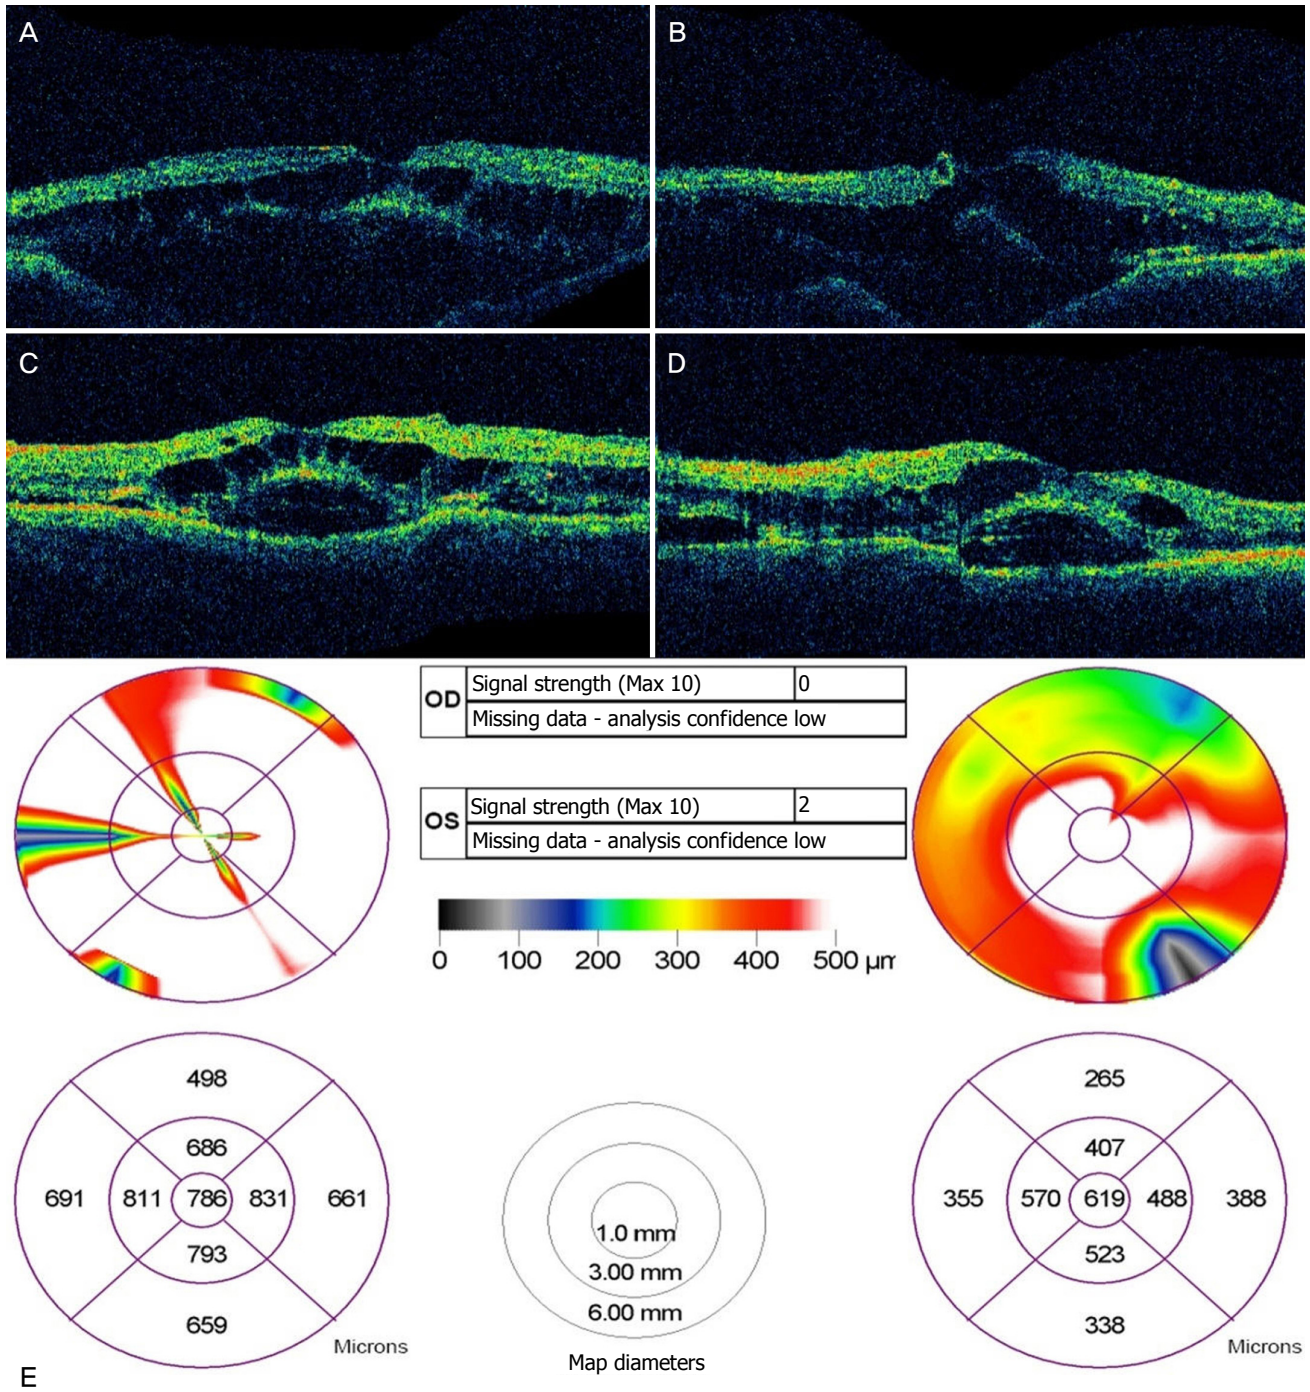 A
B
C
D
OD
Signal strength (Max 10) 0
Missing data - analysis confidence low
OS
Signal strength (Max 10) 2
Missing data - analysis confidence low
0 100 200 300 400 500 μm
498
686
691 811 786 831 661
793
659
Microns
1.0 mm
3.00 mm
6.00 mm
Map diameters
265
407
355 570 619 488 388
523
338
Microns
E